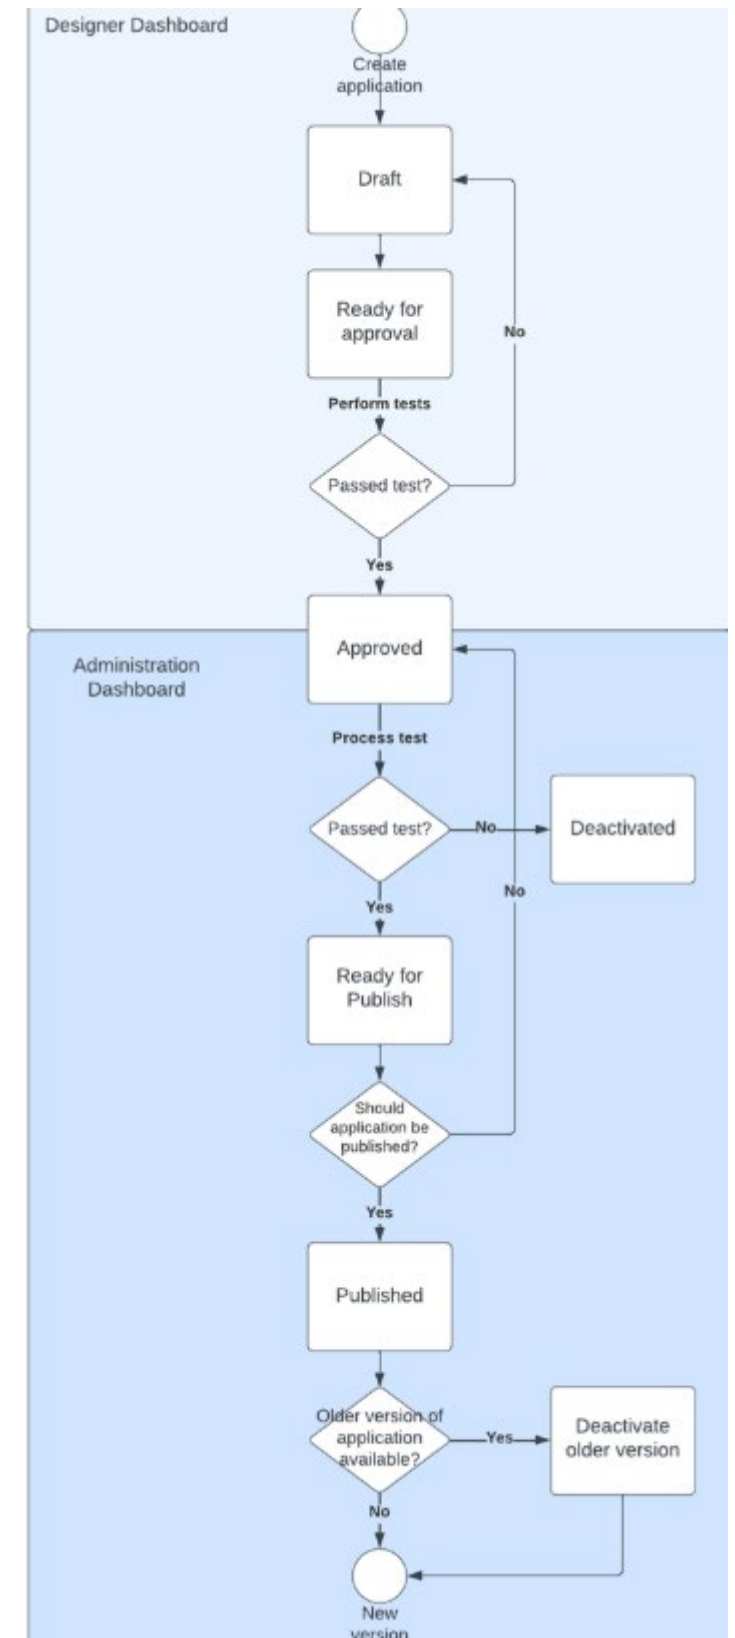 Designer Dashboard
Create
application
Draft
Ready for
approval
No
Perform tests
Passed test?
Yes
Approved
Administration
Dashboard
Process test
Passed test?
No
Deactivated
No
Yes
Ready for
Publish
Should
application be
published?
Yes
Published
Older version of
application
available?
Yes
Deactivate
older version
No
New
version